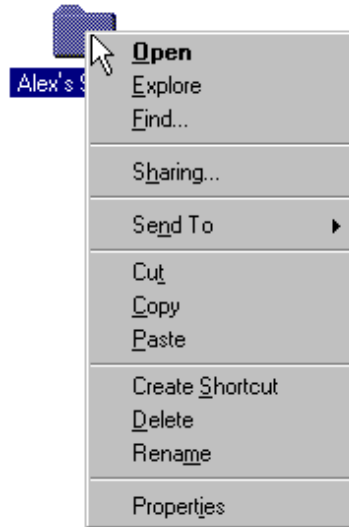 Alex's
Open
Explore
Find...
Sharing...
Send To
Cut
Copy
Paste
Create Shortcut
Delete
Rename
Properties